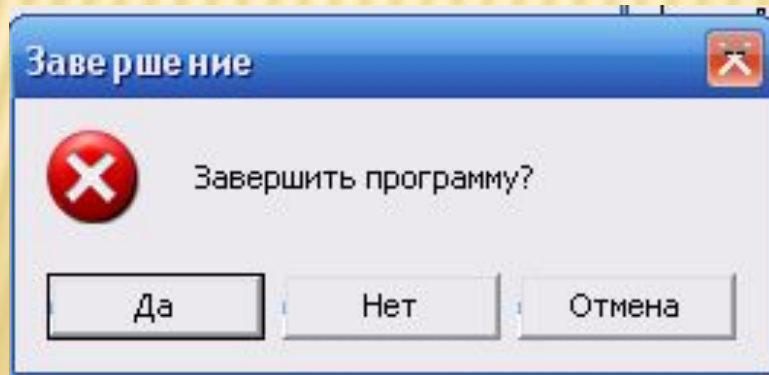 Завершение
Завершить программу?
Да
Нет
Отмена